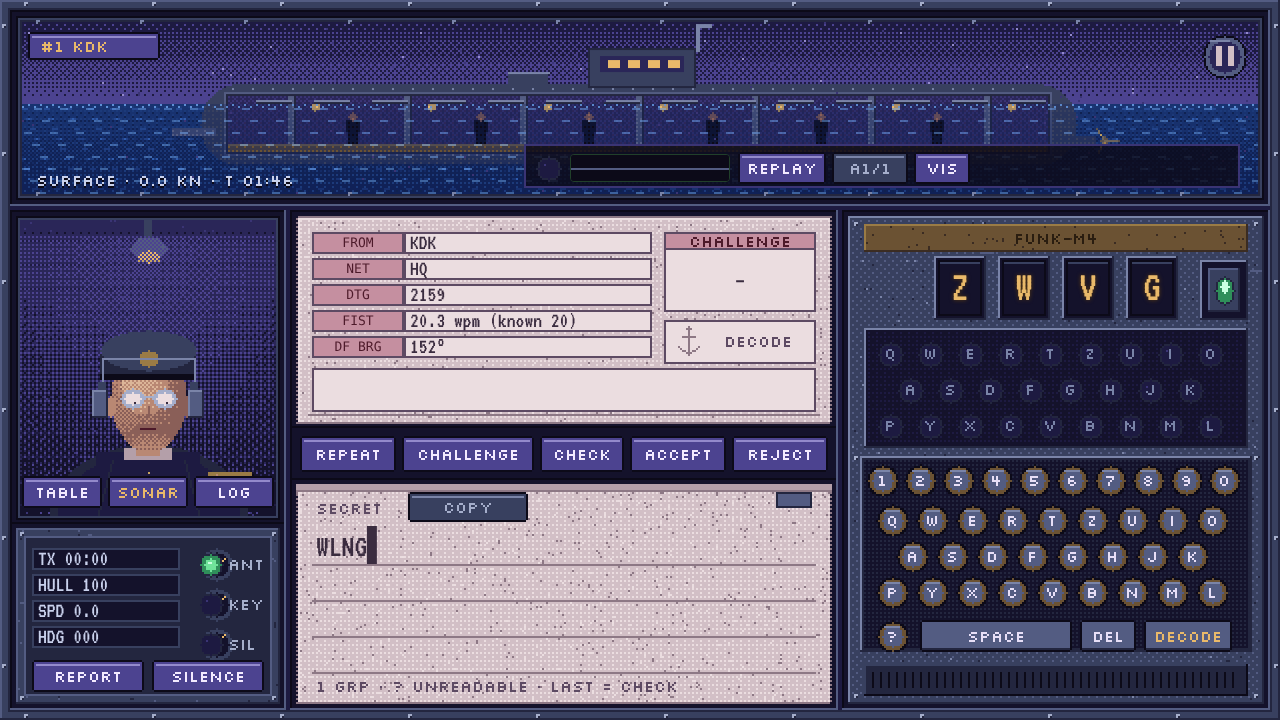 #1 KDK
SURFACE · 0.0 KN · T 01:46
REPLAY A1/1 VIS
TABLE SONAR LOG
TX 00:00
HULL 100
SPD 0.0
HDG 000
ANT
KEY
SIL
REPORT SILENCE
FROM KDK
NET HQ
DTG 2159
FIST 20.3 wpm (known 20)
DF BRG 152°
CHALLENGE
-
DECODE
REPEAT CHALLENGE CHECK ACCEPT REJECT
SECRET COPY
WLNG
1 GRP · ? UNREADABLE · LAST = CHECK
FUNK-M4
Z W V G
Q W E R T Z U I O
A S D F G H J K
P Y X C V B N M L
1 2 3 4 5 6 7 8 9 0
Q W E R T Z U I O
A S D F G H J K
P Y X C V B N M L
? SPACE DEL DECODE